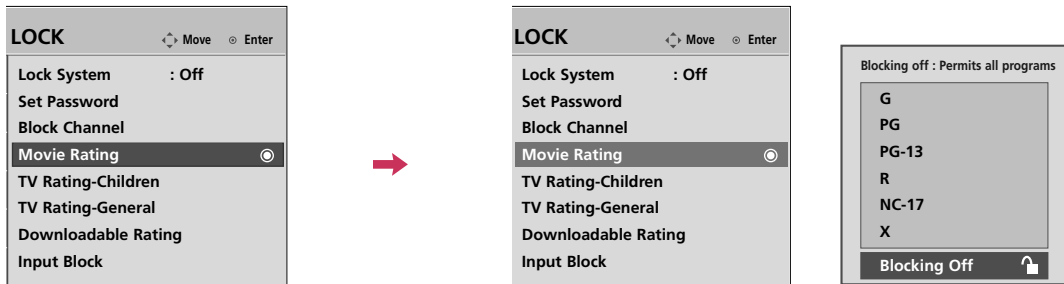 LOCK Move Enter
Lock System : Off
Set Password
Block Channel
Movie Rating
TV Rating-Children
TV Rating-General
Downloadable Rating
Input Block
LOCK Move Enter
Lock System : Off
Set Password
Block Channel
Movie Rating
TV Rating-Children
TV Rating-General
Downloadable Rating
Input Block
Blocking off : Permits all programs
G
PG
PG-13
R
NC-17
X
Blocking Off